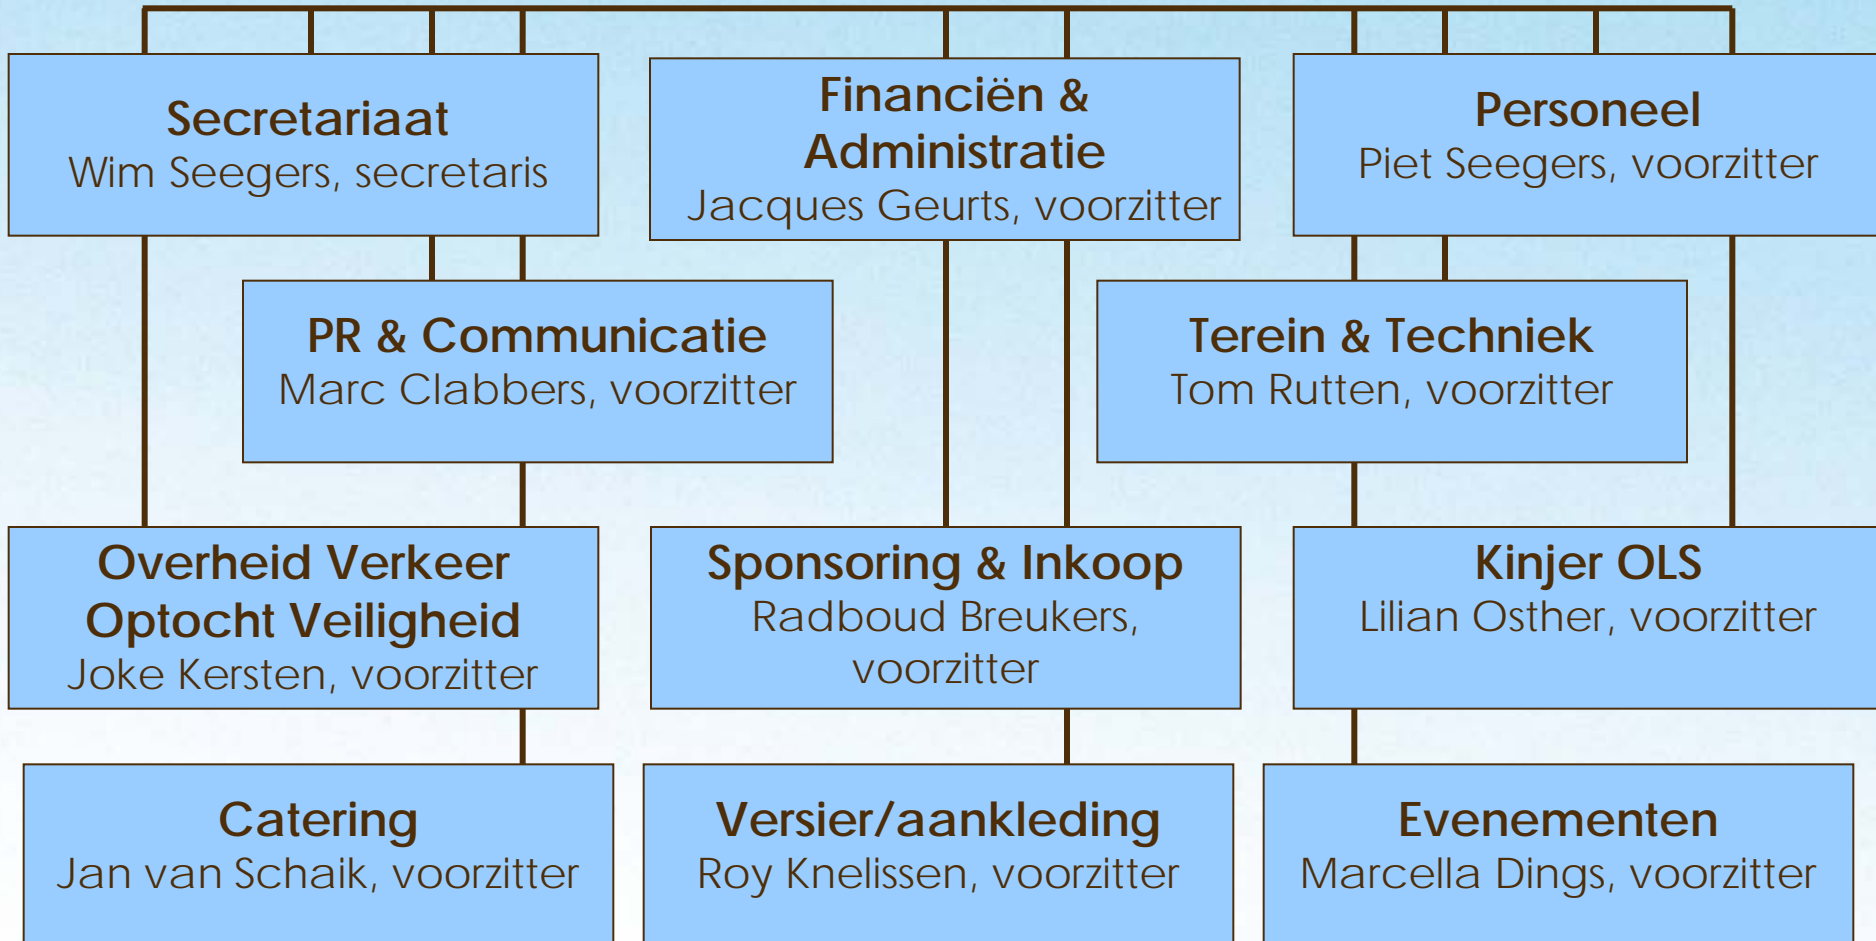 Secretariaat
Wim Seegers, secretaris
Financiën &
Administratie
Jacques Geurts, voorzitter
Personeel
Piet Seegers, voorzitter
PR & Communicatie
Marc Clabbers, voorzitter
Terein & Techniek
Tom Rutten, voorzitter
Overheid Verkeer
Optocht Veiligheid
Joke Kersten, voorzitter
Sponsoring & Inkoop
Radboud Breukers,
voorzitter
Kinjer OLS
Lilian Osther, voorzitter
Catering
Jan van Schaik, voorzitter
Versier/aankleding
Roy Knelissen, voorzitter
Evenementen
Marcella Dings, voorzitter